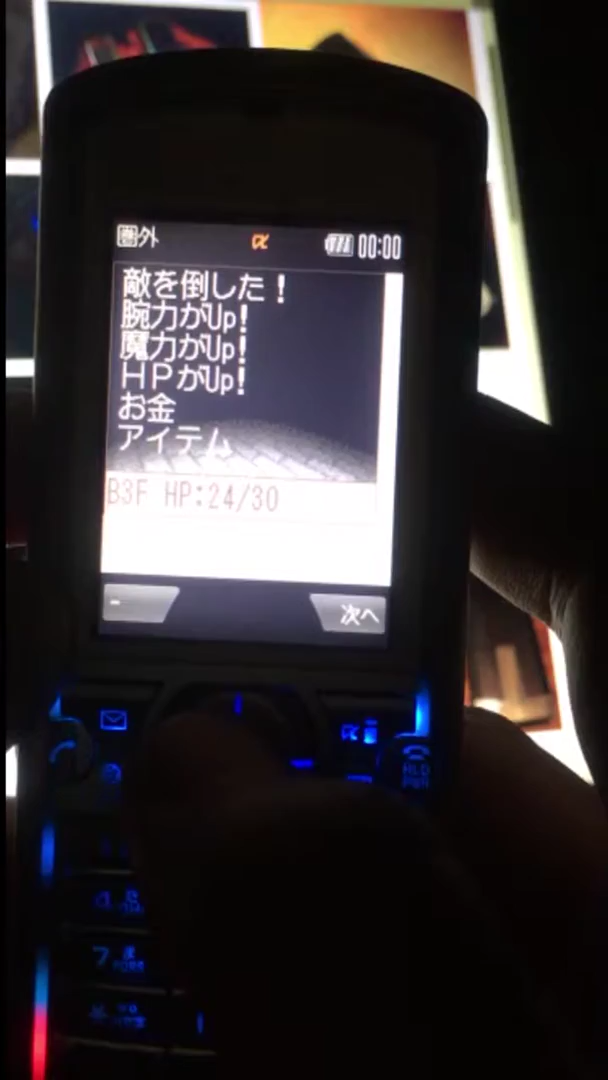 圏外 α 00:00
敵を倒した！
腕力がUp!
魔力がUp!
ＨＰがUp!
お金
アイテム
B3F HP:24/30
- 次へ